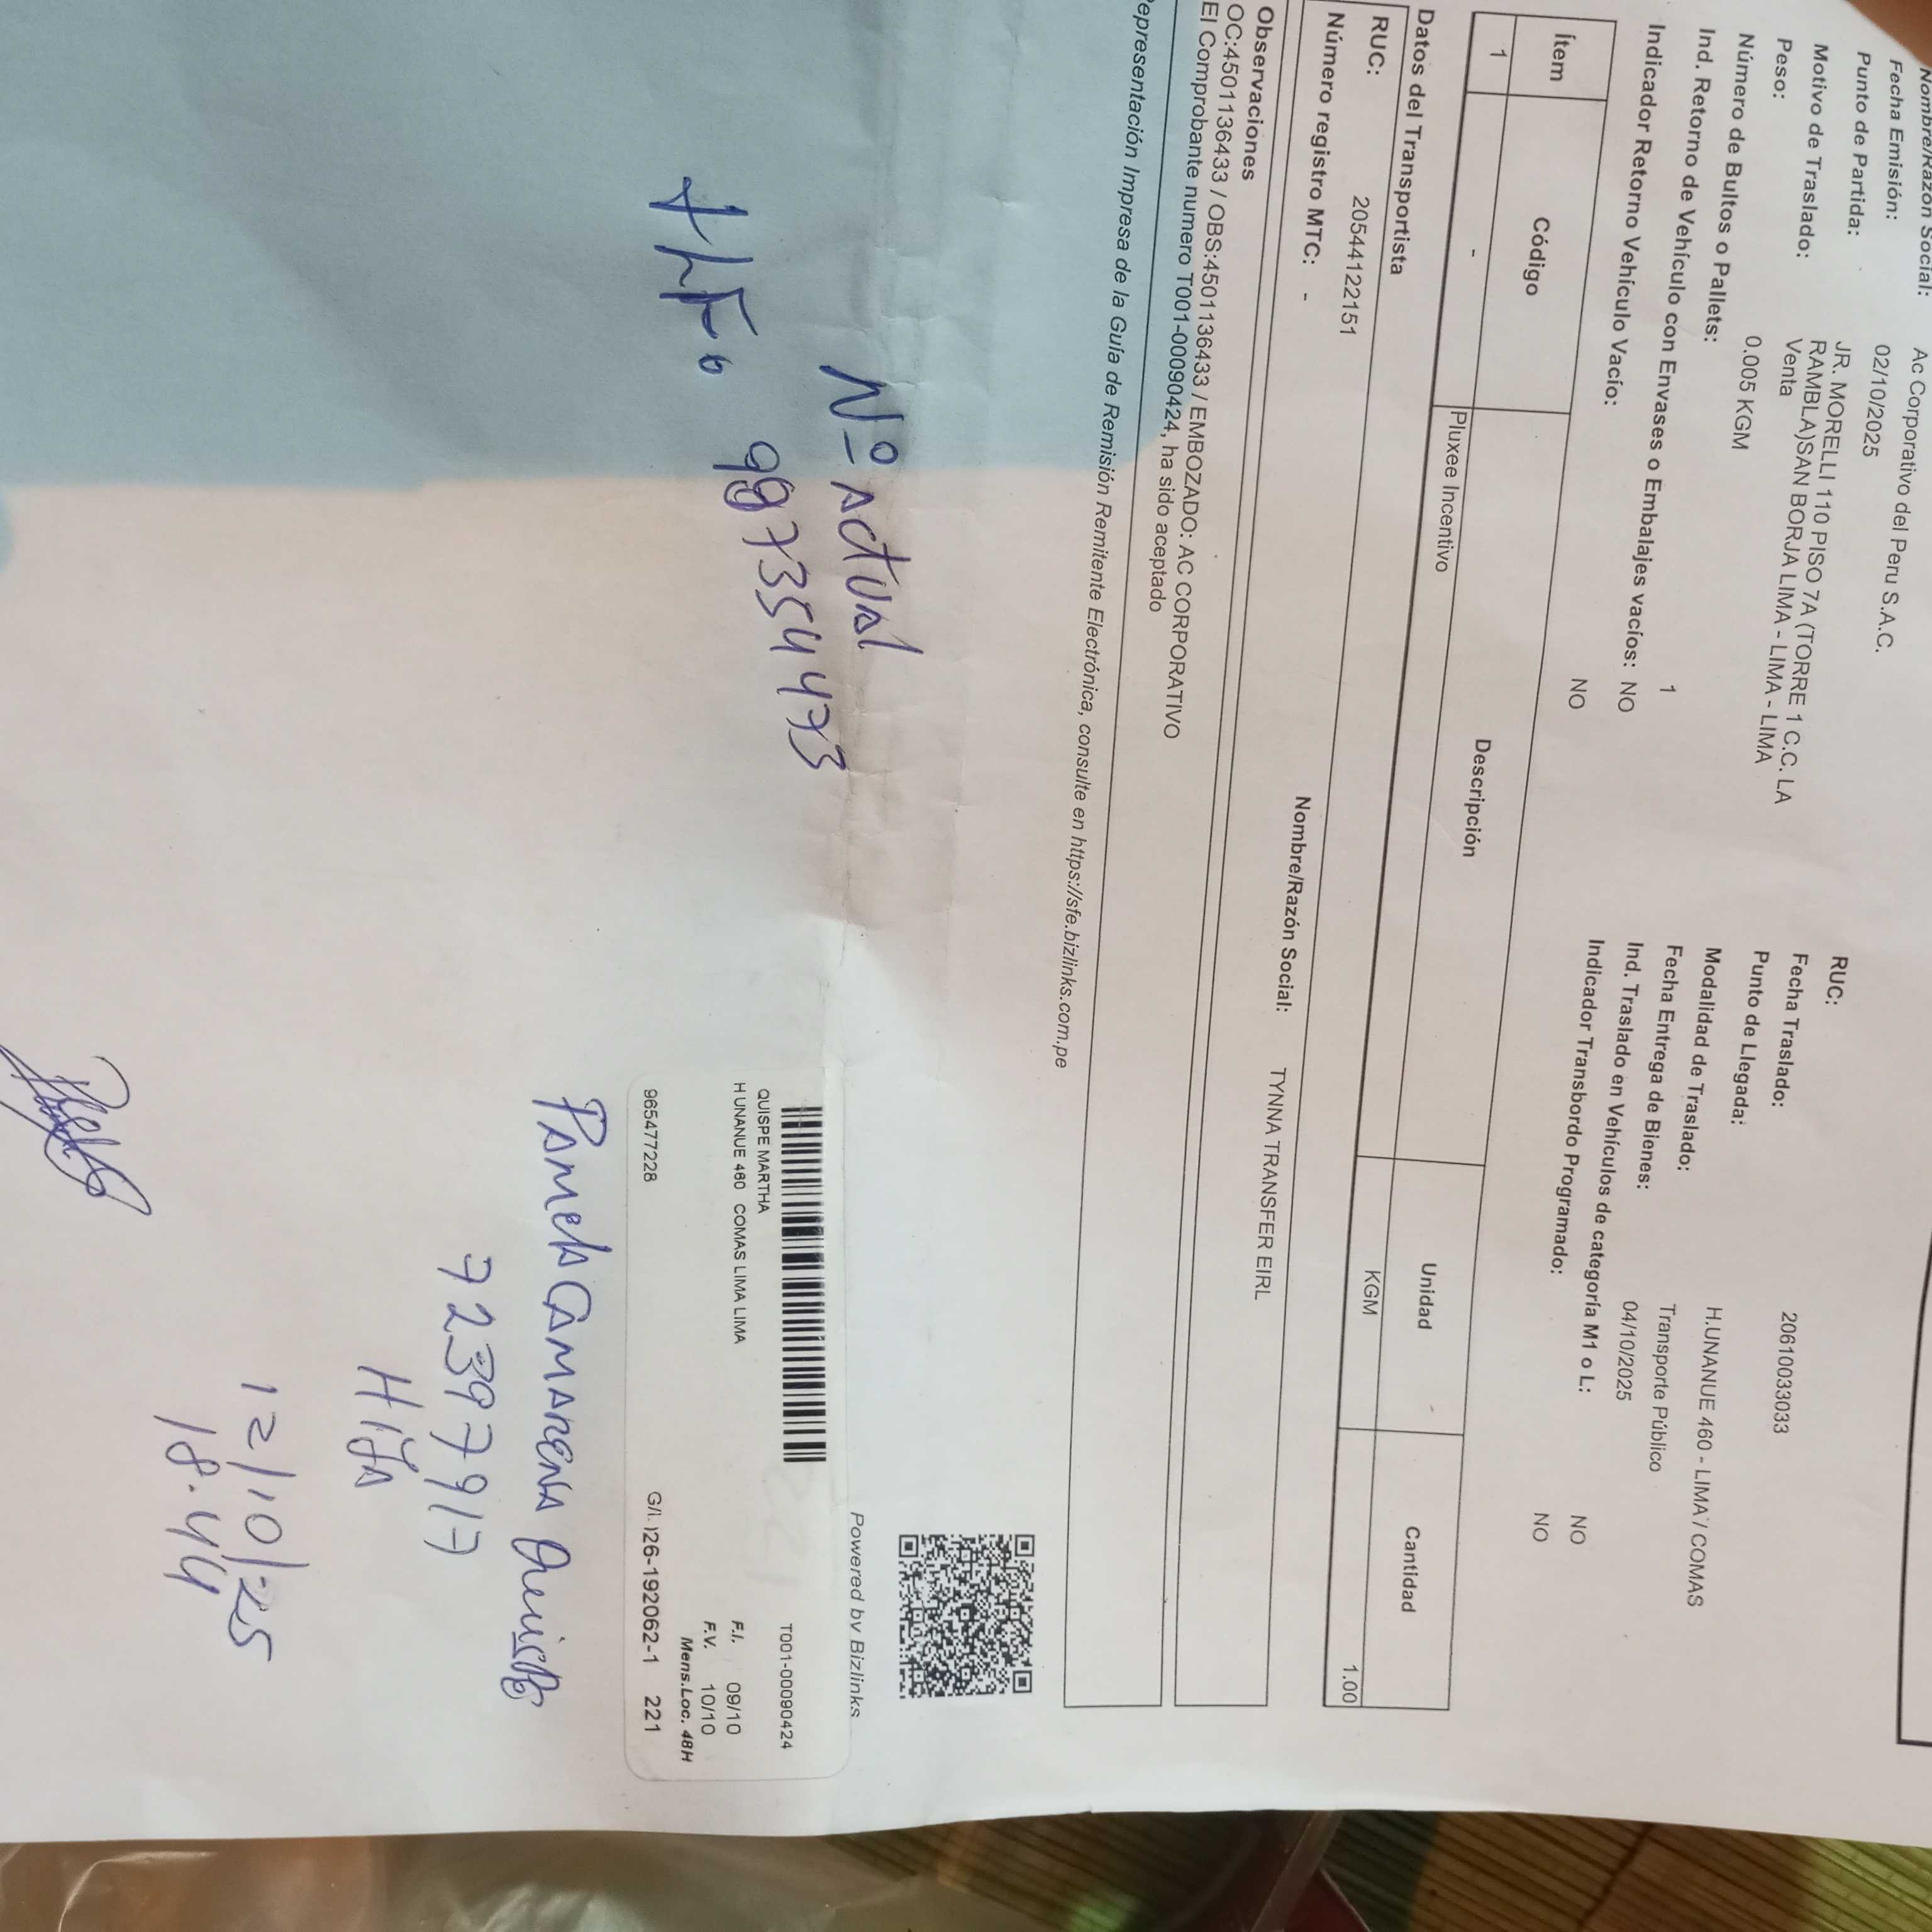 Nombre/Razón Social: Ac Corporativo del Peru S.A.C. RUC: 20610033033
Fecha Emisión: 02/10/2025 Fecha Traslado:
Punto de Partida: JR. MORELLI 110 PISO 7A (TORRE 1 C.C. LA RAMBLA)SAN BORJA LIMA - LIMA - LIMA Punto de Llegada: H.UNANUE 460 - LIMA / COMAS
Motivo de Traslado: Venta Modalidad de Traslado: Transporte Público
Peso: 0.005 KGM Fecha Entrega de Bienes: 04/10/2025
Número de Bultos o Pallets: 1 Ind. Traslado en Vehículos de categoría M1 o L: NO
Ind. Retorno de Vehículo con Envases o Embalajes vacíos: NO Indicador Transbordo Programado: NO
Indicador Retorno Vehículo Vacío: NO
Ítem Código Descripción Unidad Cantidad
1 - Pluxee Incentivo KGM 1.00
Datos del Transportista
RUC: 20544122151 Nombre/Razón Social: TYNNA TRANSFER EIRL
Número registro MTC: -
Observaciones
OC:4501136433 / OBS:4501136433 / EMBOZADO: AC CORPORATIVO
El Comprobante numero T001-00090424, ha sido aceptado
epresentación Impresa de la Guía de Remisión Remitente Electrónica, consulte en https://sfe.bizlinks.com.pe
Powered by Bizlinks
Nº actual
987354473
T001-00090424
QUISPE MARTHA
H UNANUE 460 COMAS LIMA LIMA
F.I. 09/10
F.V. 10/10
Mens.Loc. 48H
965477228 G/I. )26-192062-1 221
Pamela Camarena Quispe
72397917
HIJA
12/10/25
18.44